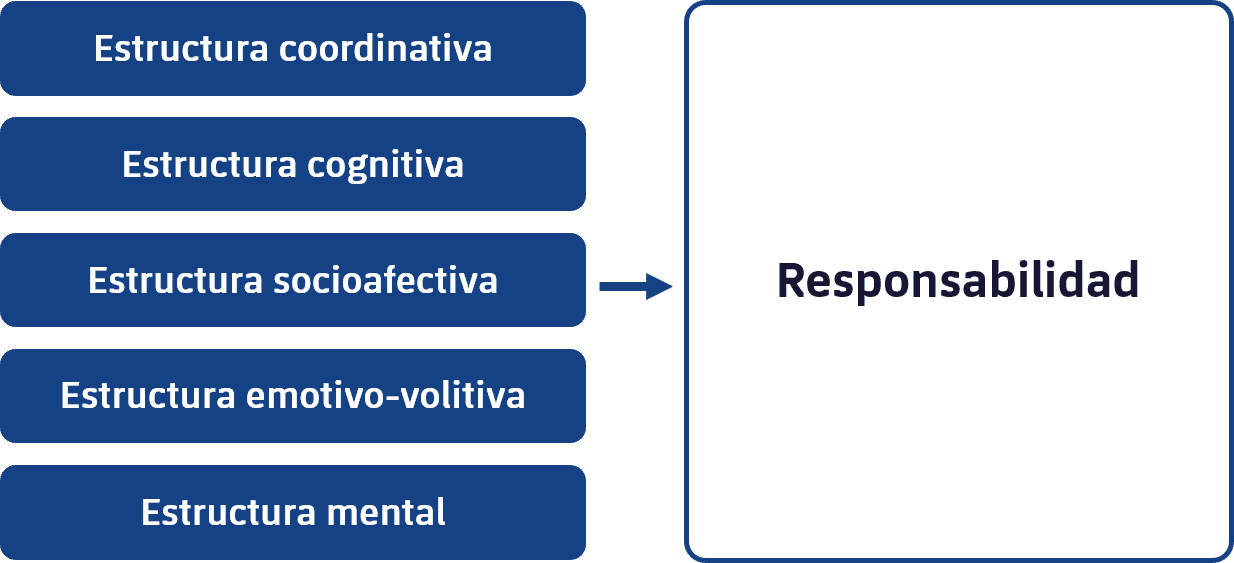 Estructura coordinativa
Estructura cognitiva
Estructura socioafectiva
Estructura emotivo-volitiva
Estructura mental
Responsabilidad